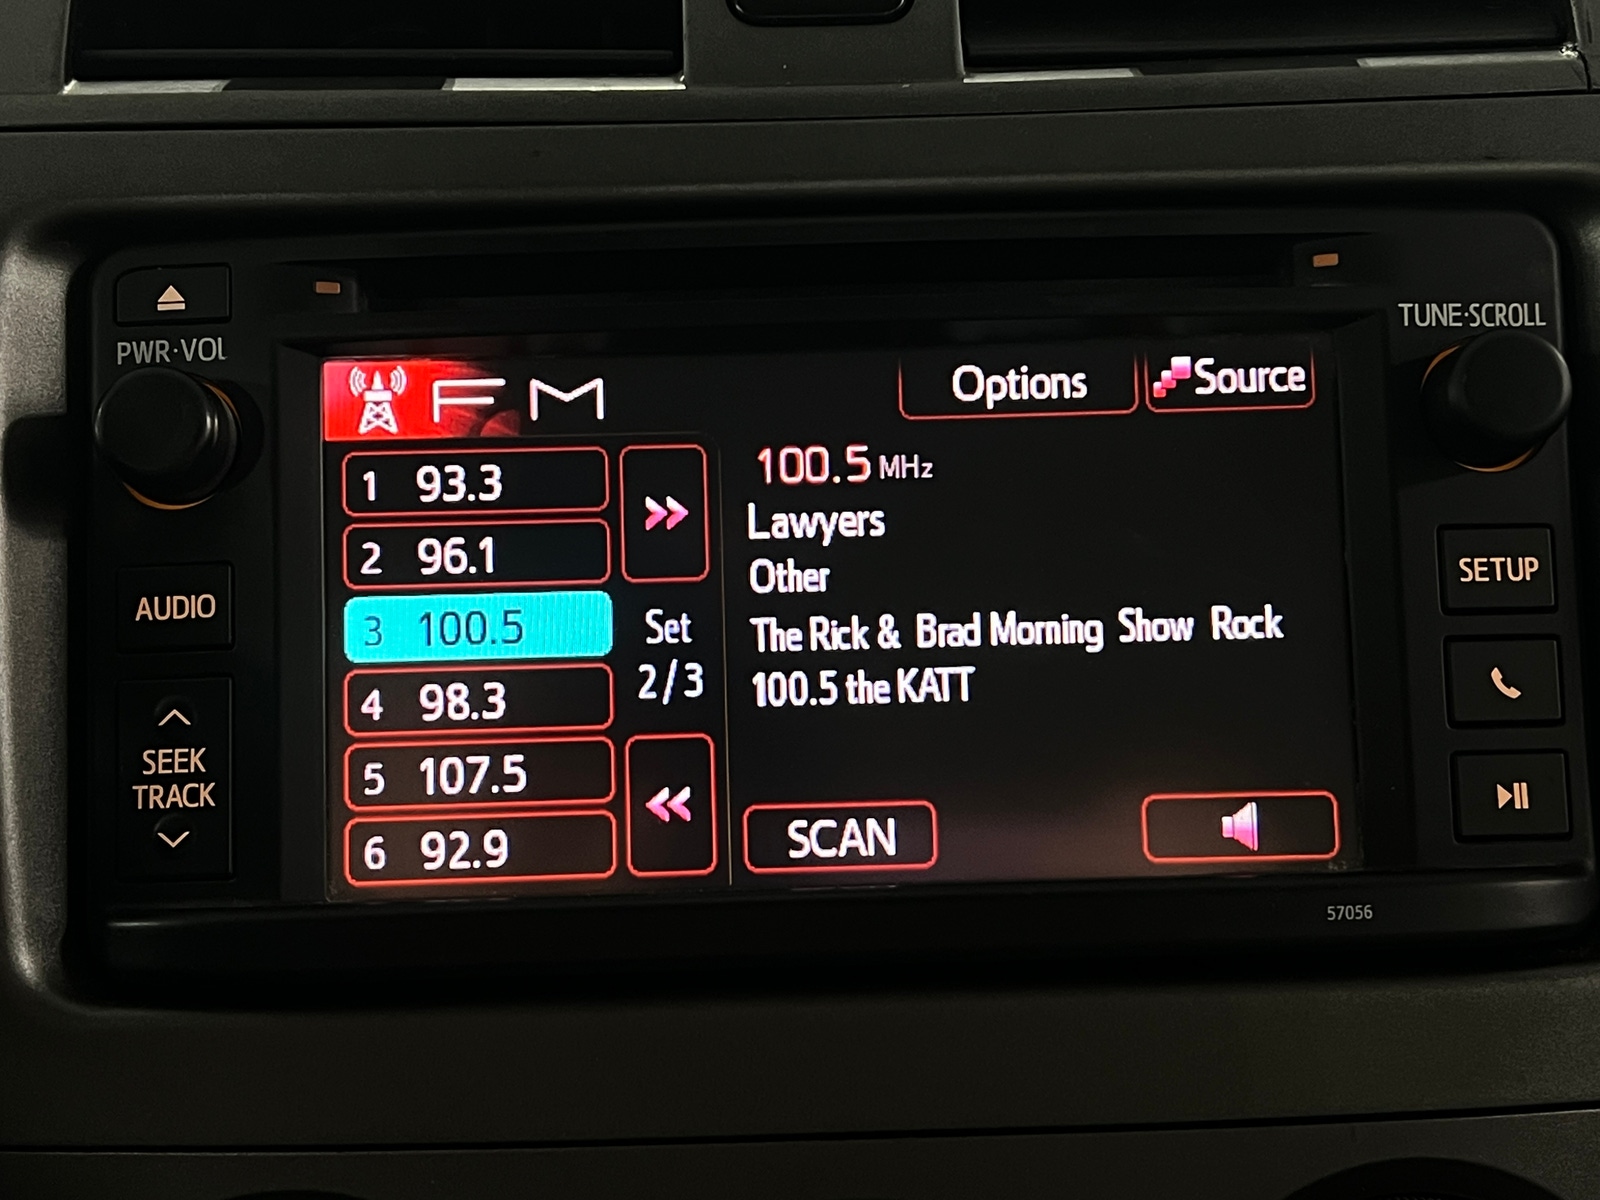 PWR·VOL
TUNE·SCROLL
FM
Options
Source
1 93.3
2 96.1
3 100.5
4 98.3
5 107.5
6 92.9
Set
2/3
100.5 MHz
Lawyers
Other
The Rick & Brad Morning Show Rock
100.5 the KATT
SCAN
AUDIO
SEEK
TRACK
SETUP
57056